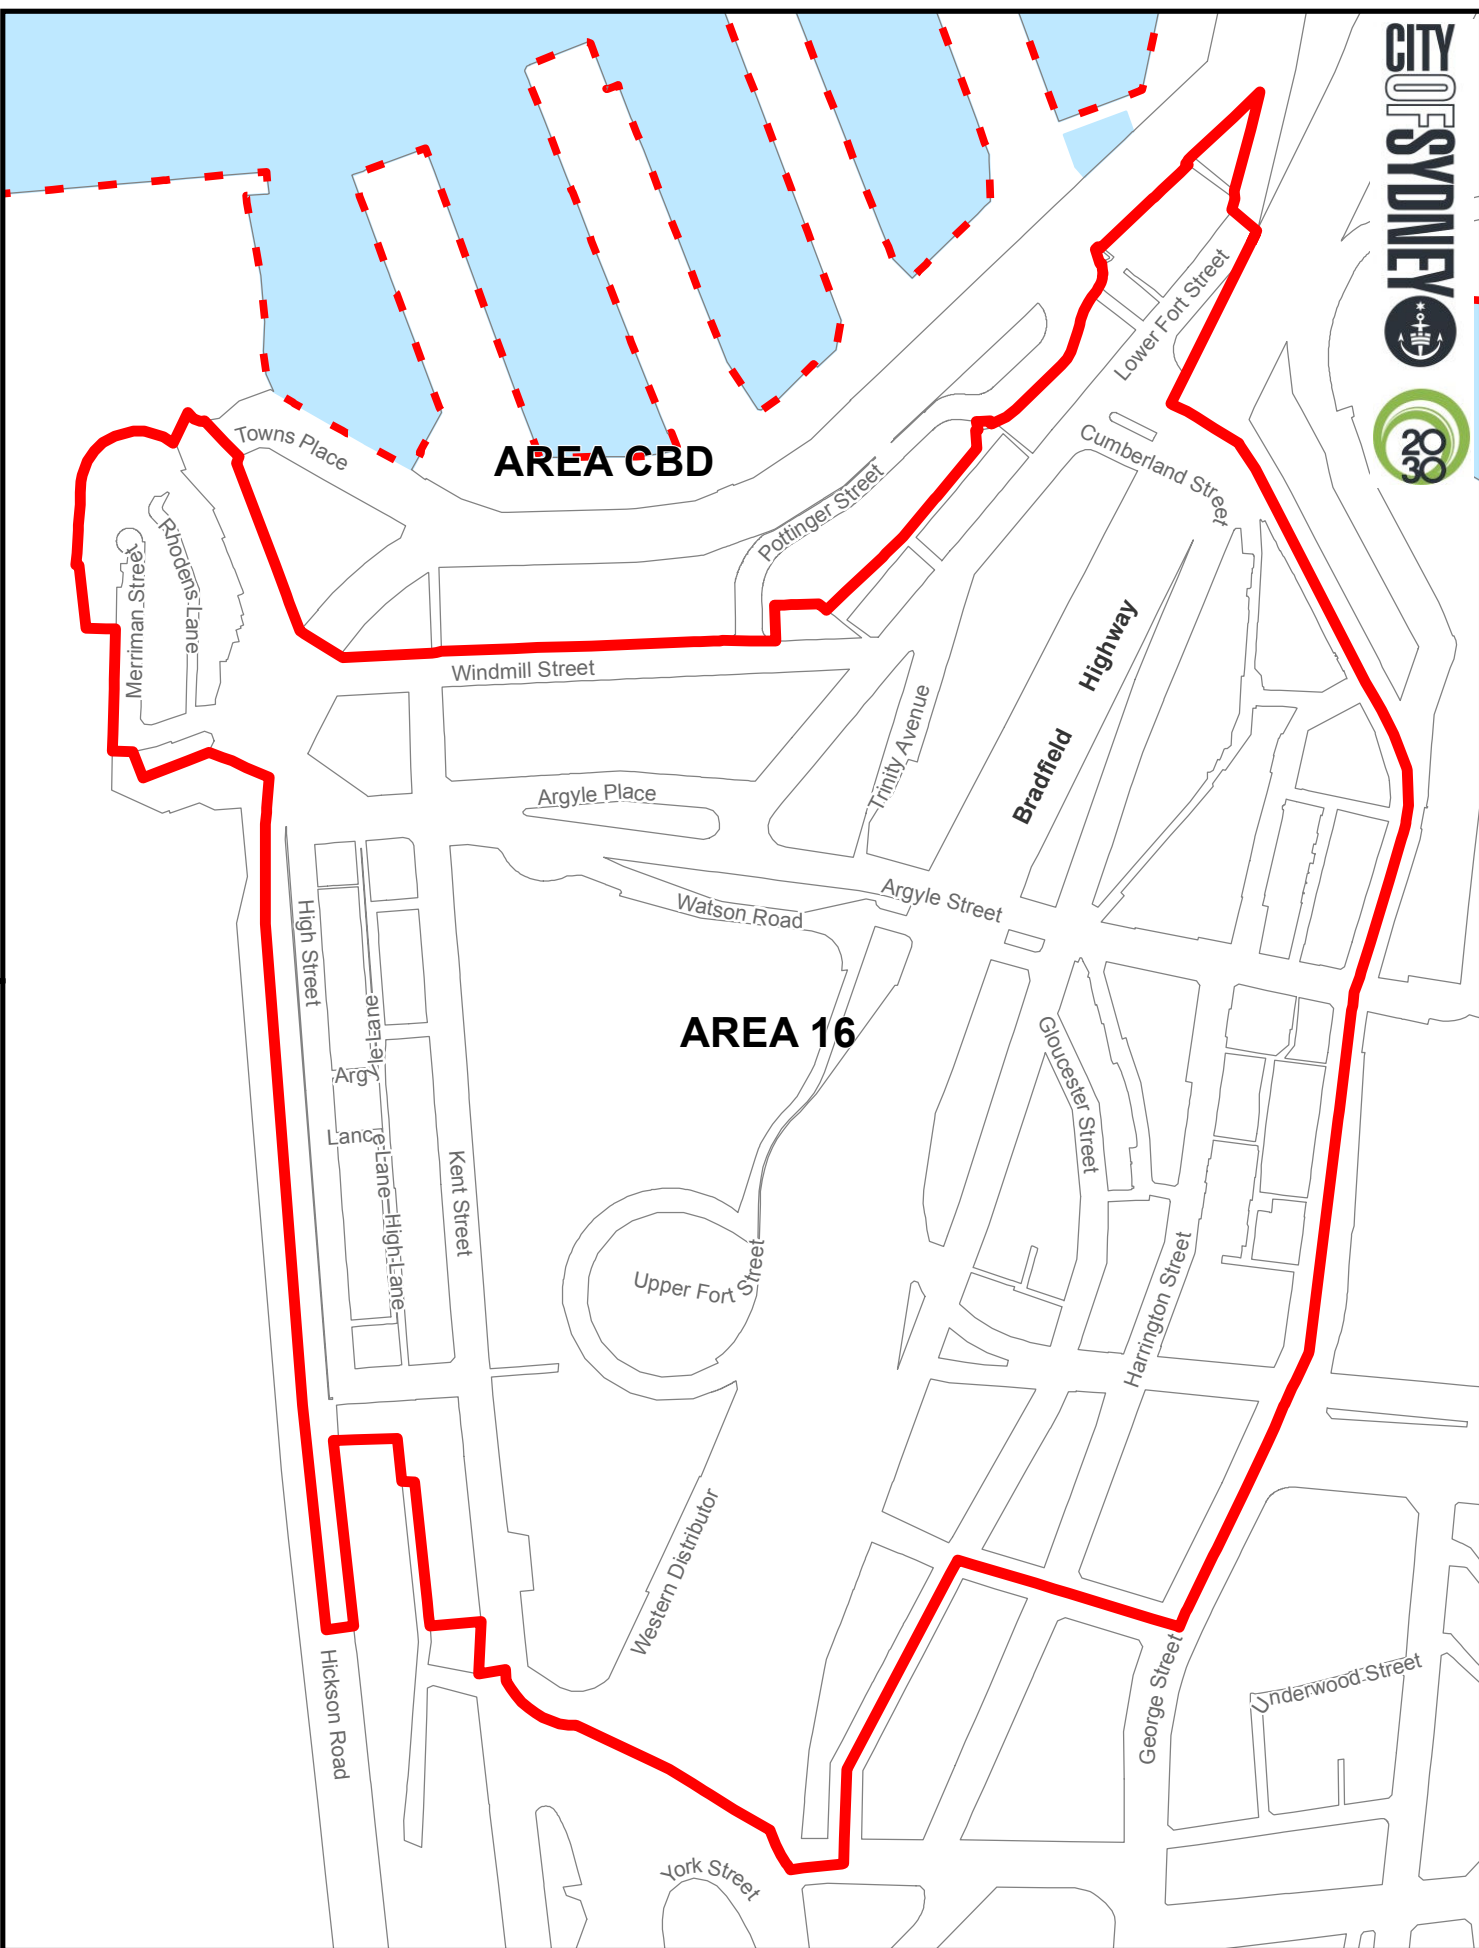 CITY OF SYDNEY
2030
Towns Place
AREA CBD
Lower Fort Street
Cumberland Street
Pottinger Street
Rhodens Lane
Merriman Street
Windmill Street
Bradfield Highway
Trinity Avenue
Argyle Place
Argyle Street
Watson Road
High Street
AREA 16
Argyle Lane
Gloucester Street
Lance Lane
High Lane
Kent Street
Upper Fort Street
Harrington Street
Western Distributor
Hickson Road
George Street
Underwood Street
York Street